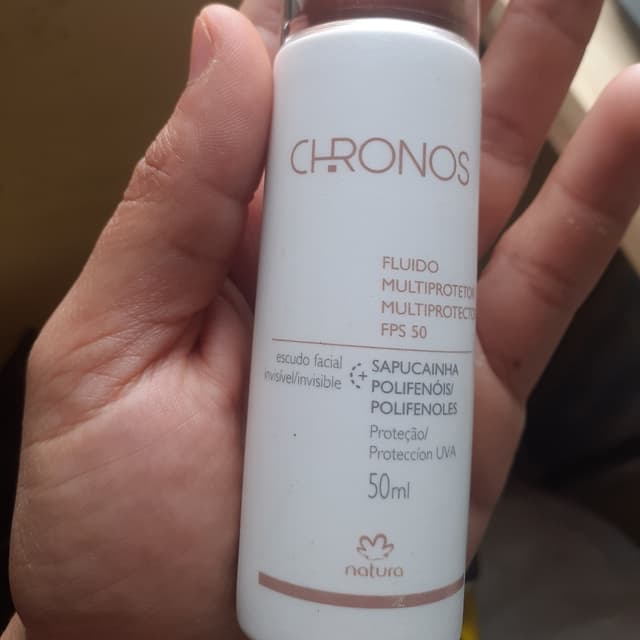 CHRONOS
FLUIDO
MULTIPROTETOR
MULTIPROTECTOR
FPS 50
escudo facial
invisível/invisible
SAPUCAINHA
POLIFENÓIS/
POLIFENOLES
Proteção/
Proteccion UVA
50ml
natura